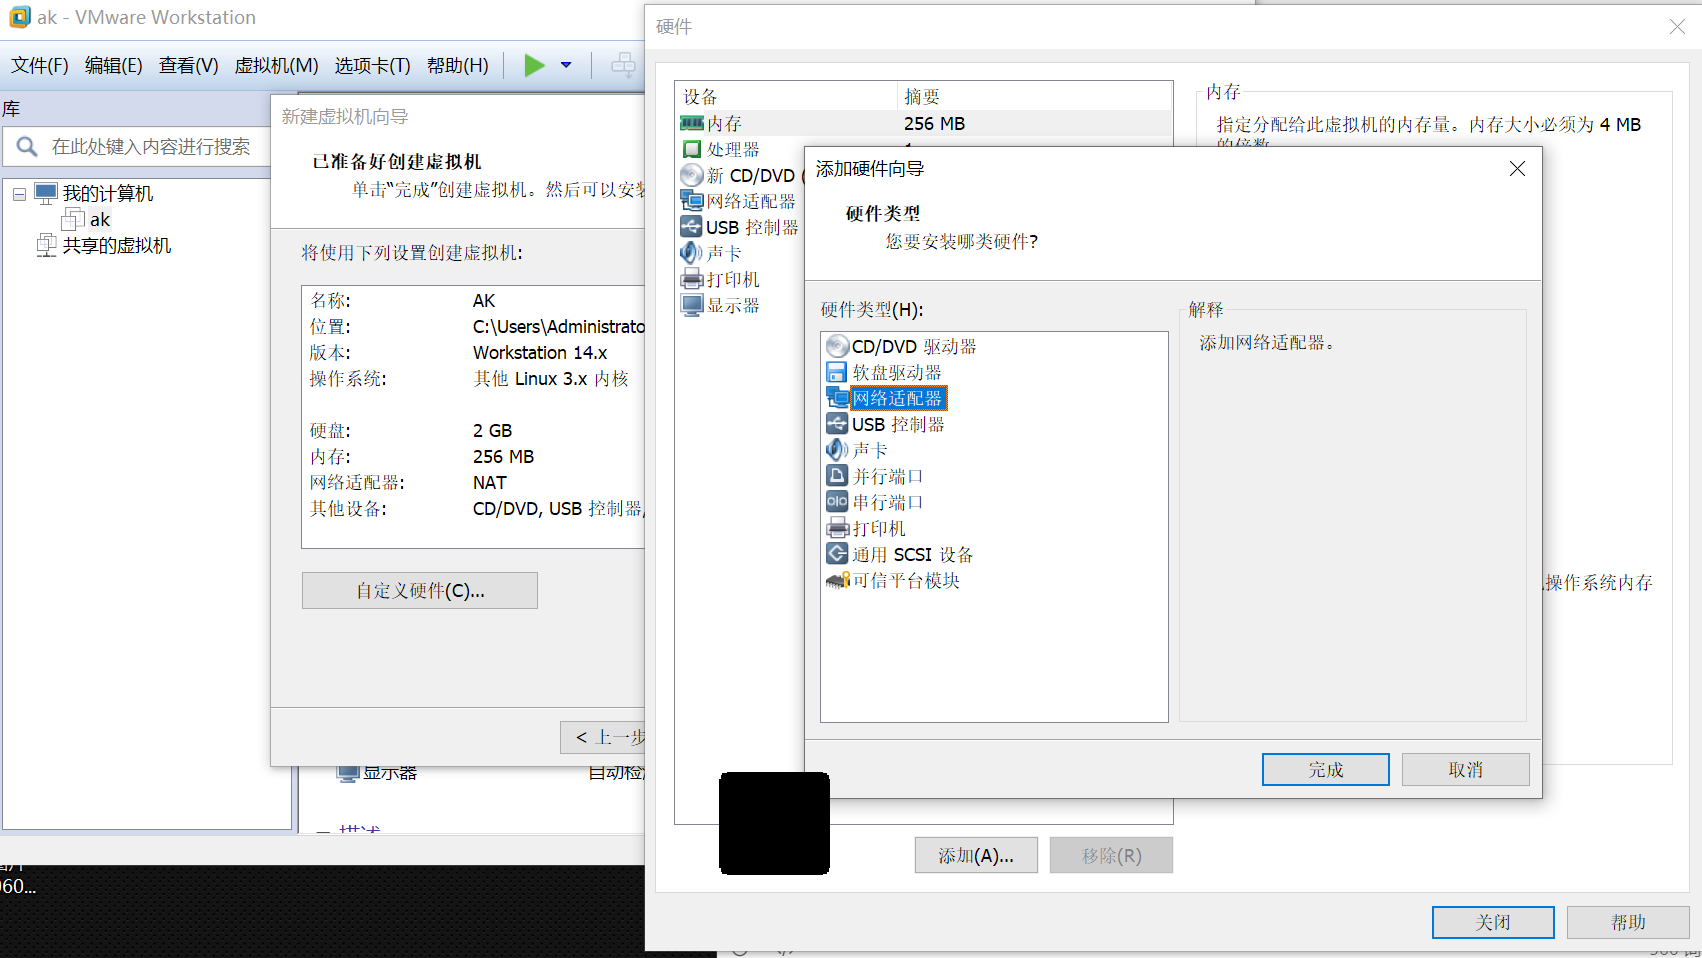 ak - VMware Workstation
文件(F) 编辑(E) 查看(V) 虚拟机(M) 选项卡(T) 帮助(H)
库
在此处键入内容进行搜索
我的计算机
ak
共享的虚拟机
新建虚拟机向导
已准备好创建虚拟机
单击“完成”创建虚拟机。然后可以安装
将使用下列设置创建虚拟机:
名称: AK
位置: C:\Users\Administrato
版本: Workstation 14.x
操作系统: 其他 Linux 3.x 内核
硬盘: 2 GB
内存: 256 MB
网络适配器: NAT
其他设备: CD/DVD, USB 控制器,
自定义硬件(C)...
< 上一步
显示器 自动检测
描述
060...
硬件
设备 摘要
内存 256 MB
处理器
新 CD/DVD (
网络适配器
USB 控制器
声卡
打印机
显示器
内存
指定分配给此虚拟机的内存量。内存大小必须为 4 MB
的倍数
操作系统内存
添加硬件向导
硬件类型
您要安装哪类硬件?
硬件类型(H):
CD/DVD 驱动器
软盘驱动器
网络适配器
USB 控制器
声卡
并行端口
串行端口
打印机
通用 SCSI 设备
可信平台模块
解释
添加网络适配器。
完成 取消
添加(A)... 移除(R)
关闭 帮助